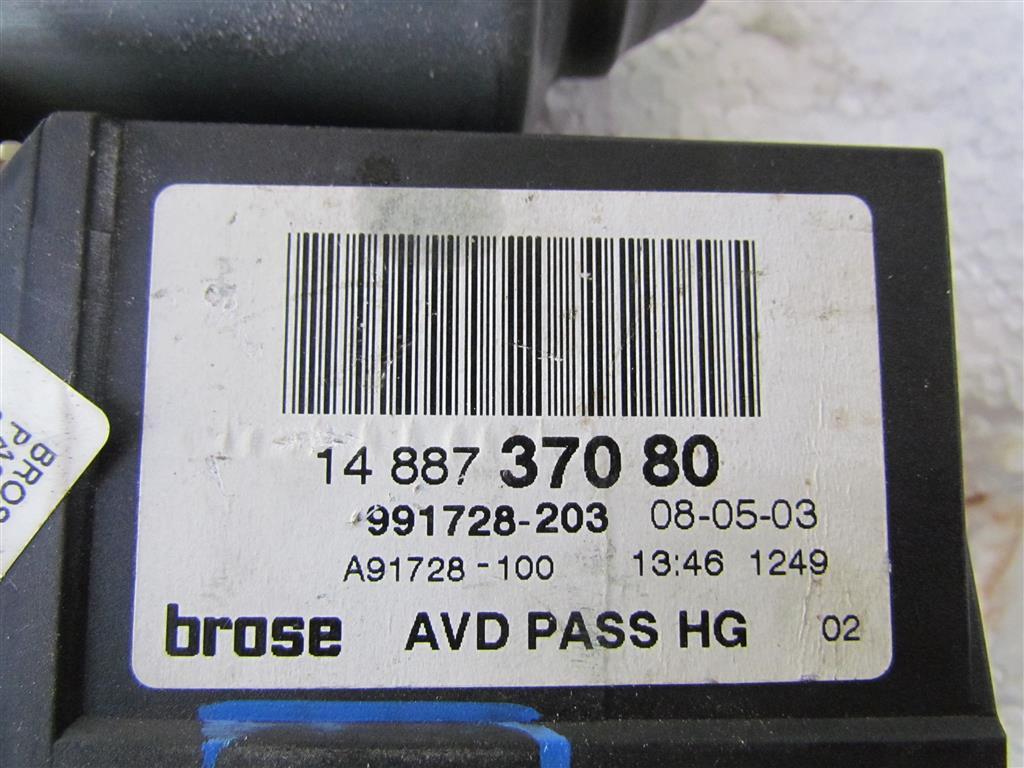 14 887 370 80
991728-203 08-05-03
A91728-100 13:46 1249
brose AVD PASS HG 02